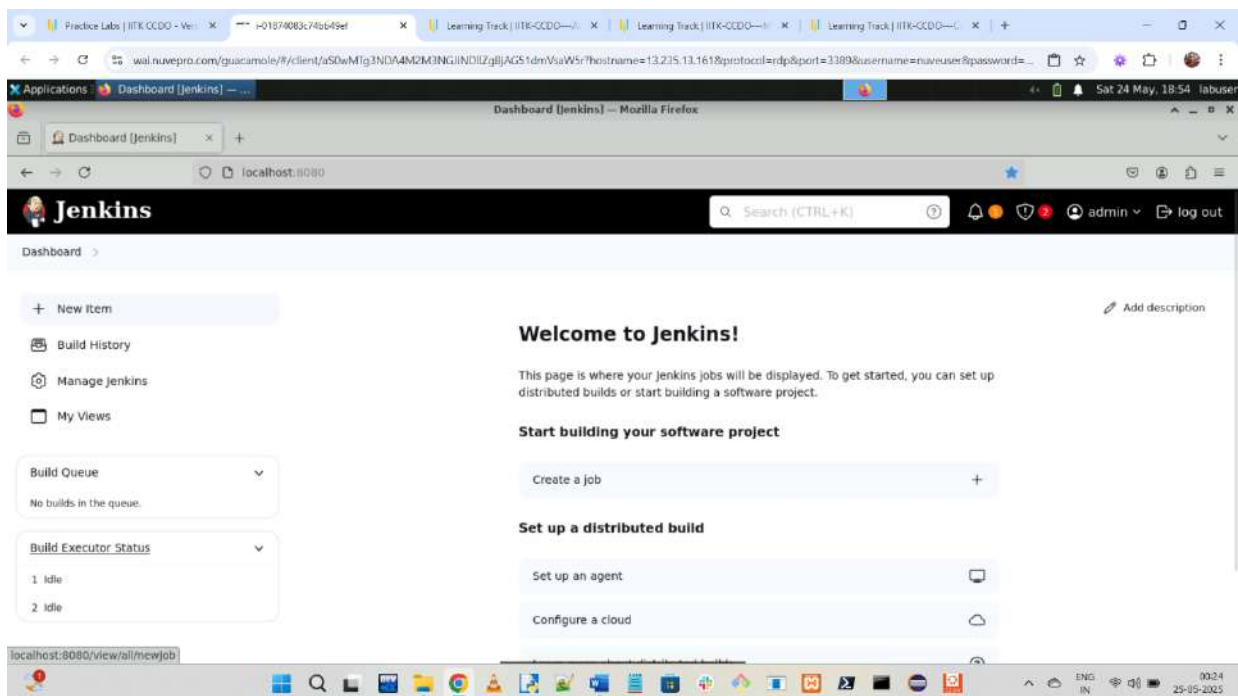 Practice Labs | IITK CCDO - Ver
i-01874083c74bb49ef
Learning Track | IITK-CCDO—
Learning Track | IITK-CCDO—
Learning Track | IITK-CCDO—
Applications
Dashboard [Jenkins] — ...
Sat 24 May, 18:54 labuser
Dashboard [Jenkins] — Mozilla Firefox
Dashboard [Jenkins]
localhost:8080
Jenkins
Search (CTRL+K)
2
admin
log out
Dashboard
New Item
Add description
Build History
Manage Jenkins
My Views
Welcome to Jenkins!
This page is where your Jenkins jobs will be displayed. To get started, you can set up
distributed builds or start building a software project.
Start building your software project
Create a job
Set up a distributed build
Set up an agent
Configure a cloud
Build Queue
No builds in the queue.
Build Executor Status
1 Idle
2 Idle
localhost:8080/view/all/newJob
ENG
IN
00:24
25-05-2025